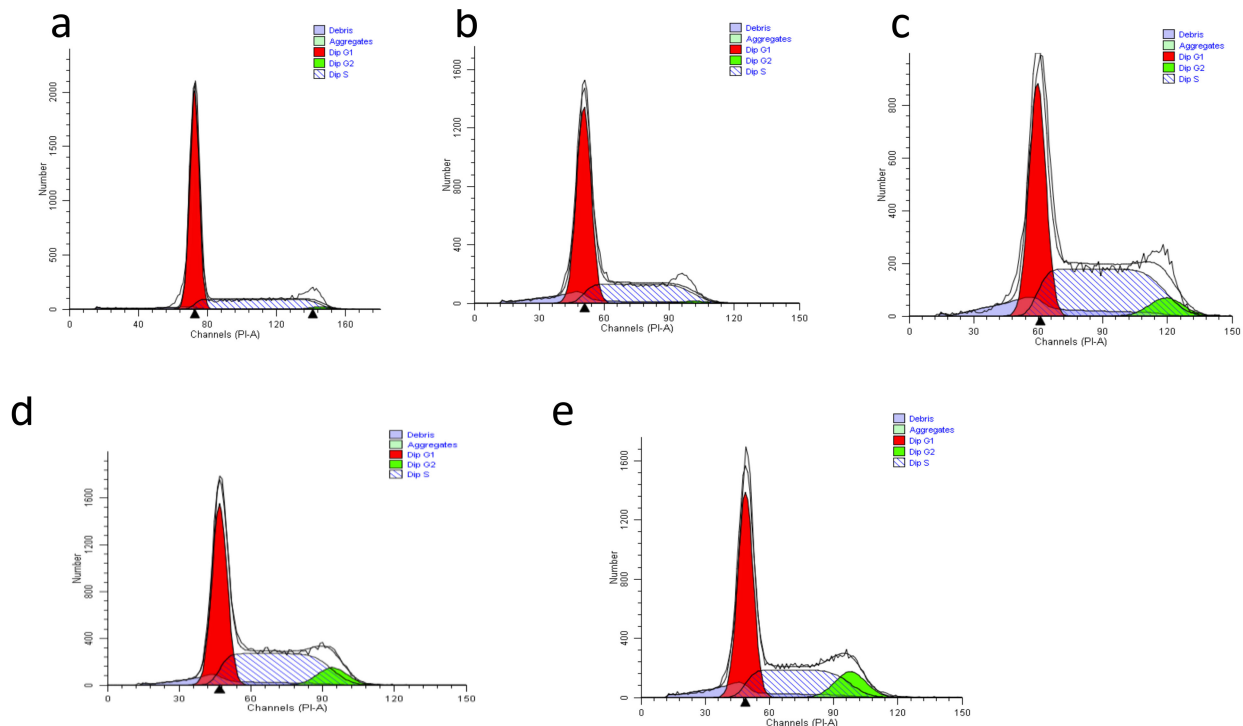 a
Debris
Aggregates
Dip G1
Dip G2
Dip S
Number
0 500 1000 1500 2000
0 40 80 120 160
Channels (PI-A)
b
Debris
Aggregates
Dip G1
Dip G2
Dip S
Number
0 400 800 1200 1600
0 30 60 90 120 150
Channels (PI-A)
c
Debris
Aggregates
Dip G1
Dip G2
Dip S
Number
0 200 400 600 800
0 30 60 90 120 150
Channels (PI-A)
d
Debris
Aggregates
Dip G1
Dip G2
Dip S
Number
0 400 800 1200 1600
0 30 60 90 120 150
Channels (PI-A)
e
Debris
Aggregates
Dip G1
Dip G2
Dip S
Number
0 400 800 1200 1600
0 30 60 90 120 150
Channels (PI-A)